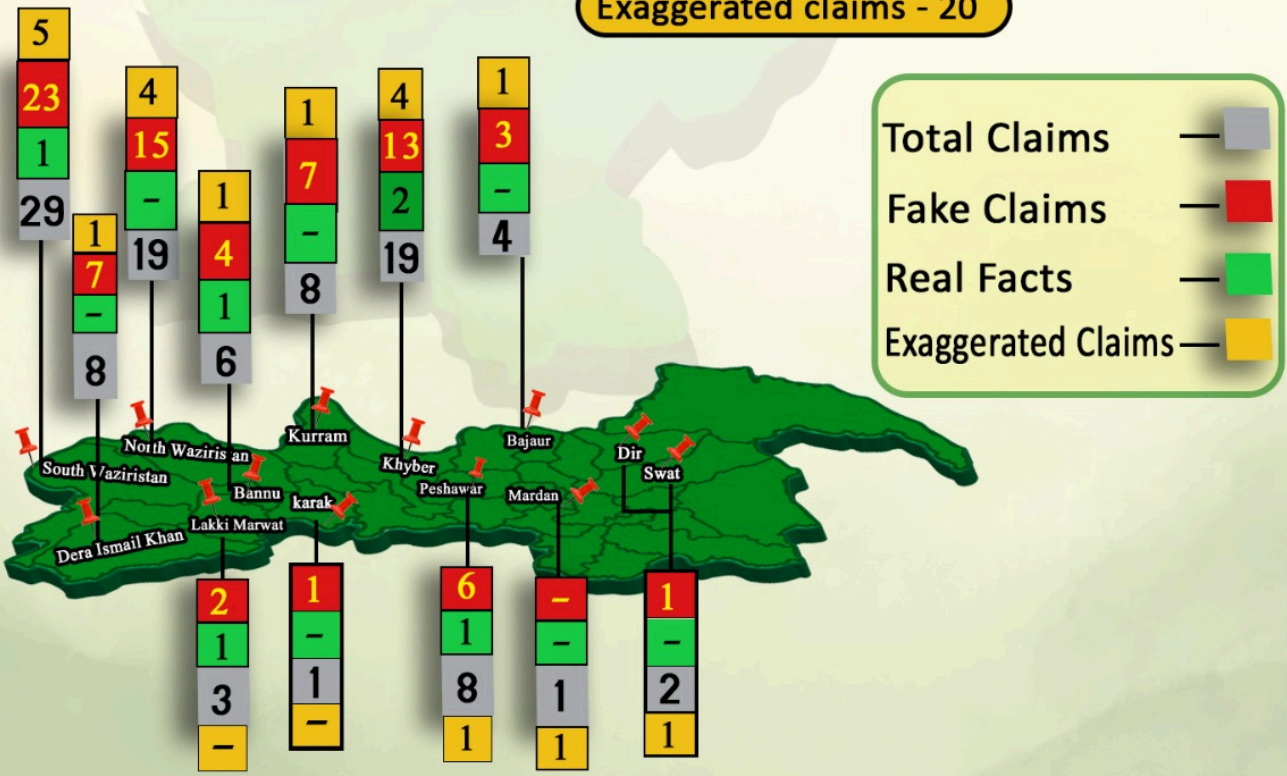 Exaggerated claims - 20
5
23
1
29
1
7
-
8
4
15
-
19
1
4
1
6
1
7
-
8
4
13
2
19
1
3
-
4
Total Claims
Fake Claims
Real Facts
Exaggerated Claims
South Waziristan
North Waziristan
Kurram
Khyber
Bajaur
Dir
Swat
Dera Ismail Khan
Lakki Marwat
Bannu
karak
Peshawar
Mardan
2
1
3
-
1
-
1
-
6
1
8
1
-
-
1
1
1
-
2
1